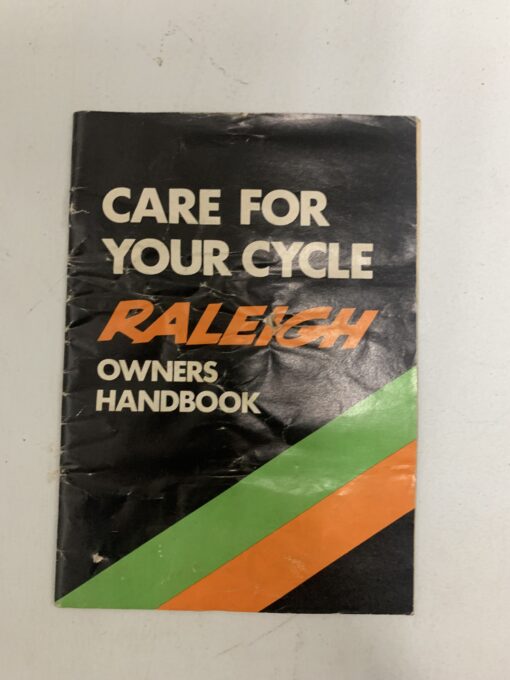 CARE FOR
YOUR CYCLE
RALEIGH
OWNERS
HANDBOOK